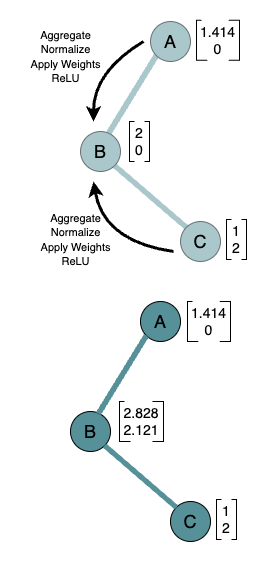 Aggregate
Normalize
Apply Weights
ReLU
A
1.414
0
B
2
0
Aggregate
Normalize
Apply Weights
ReLU
C
1
2
A
1.414
0
B
2.828
2.121
C
1
2